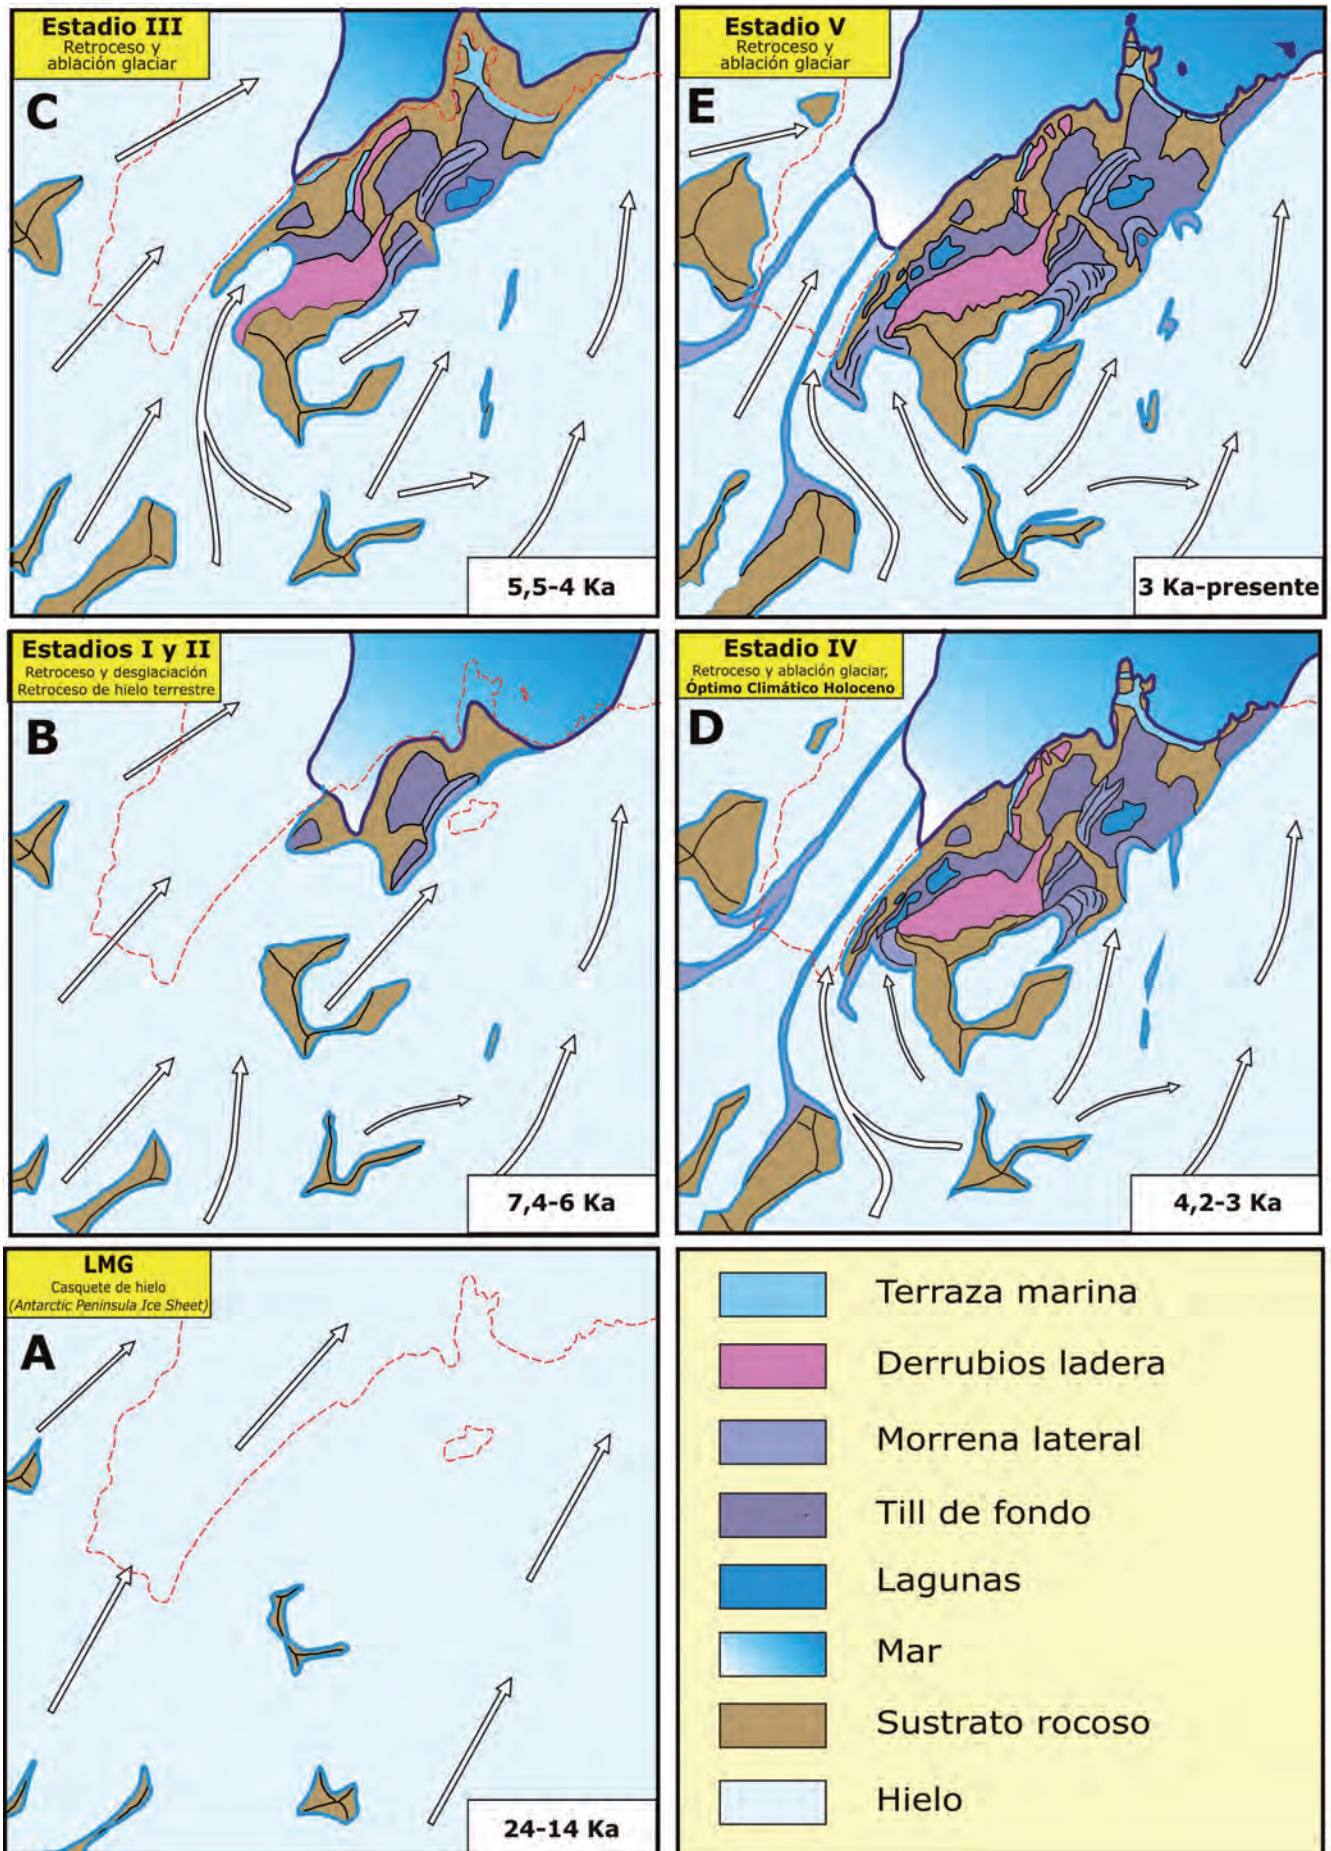 Estadio III
Retroceso y
ablación glaciar
C
5,5-4 Ka
Estadio V
Retroceso y
ablación glaciar
E
3 Ka-presente
Estadios I y II
Retroceso y desglaciación
Retroceso de hielo terrestre
B
7,4-6 Ka
Estadio IV
Retroceso y ablación glaciar,
Óptimo Climático Holoceno
D
4,2-3 Ka
LMG
Casquete de hielo
(Antarctic Peninsula Ice Sheet)
A
24-14 Ka
Terraza marina
Derrubios ladera
Morrena lateral
Till de fondo
Lagunas
Mar
Sustrato rocoso
Hielo